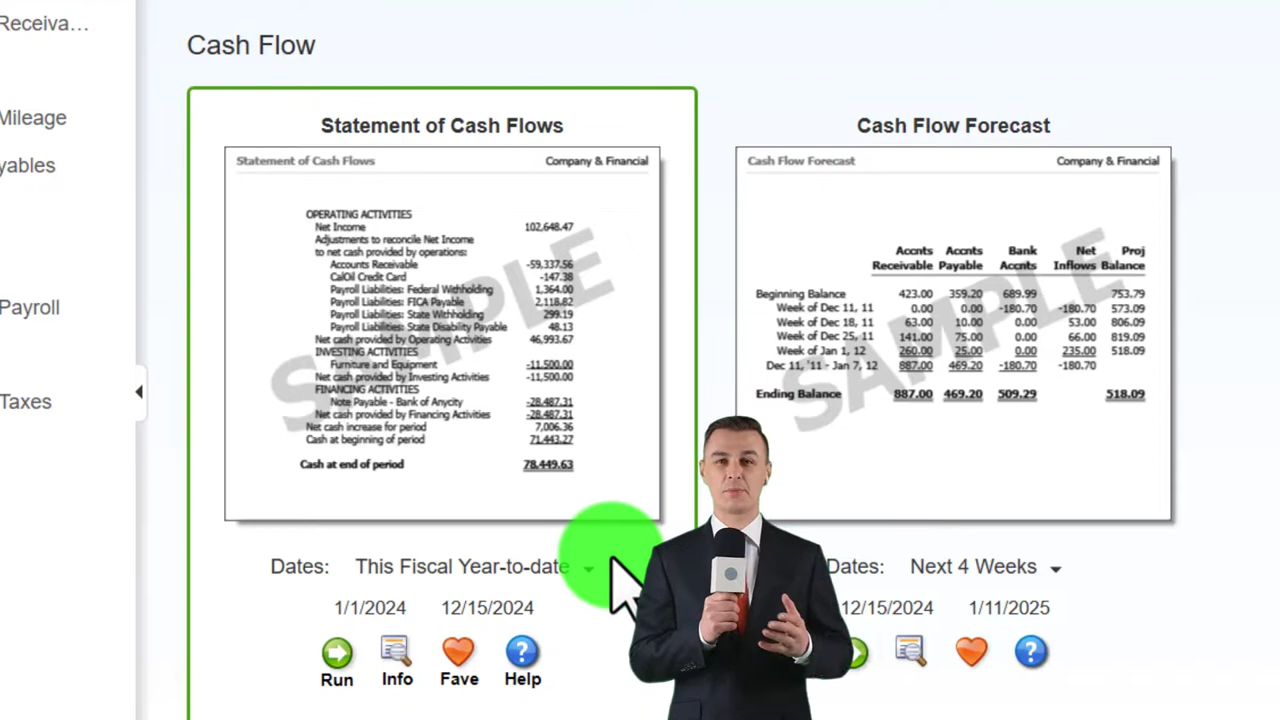 Receiva…
Mileage
yables
Payroll
Taxes
Cash Flow
Statement of Cash Flows
Statement of Cash Flows Company & Financial
OPERATING ACTIVITIES
Net Income 102,648.47
Adjustments to reconcile Net Income
to net cash provided by operations:
Accounts Receivable -59,337.56
CalOil Credit Card -147.38
Payroll Liabilities: Federal Withholding 1,364.00
Payroll Liabilities: FICA Payable 2,118.82
Payroll Liabilities: State Withholding 299.19
Payroll Liabilities: State Disability Payable 48.13
Net cash provided by Operating Activities 46,993.67
INVESTING ACTIVITIES
Furniture and Equipment -11,500.00
Net cash provided by Investing Activities -11,500.00
FINANCING ACTIVITIES
Note Payable - Bank of Anycity -28,487.31
Net cash provided by Financing Activities -28,487.31
Net cash increase for period 7,006.36
Cash at beginning of period 71,443.27
Cash at end of period 78,449.63
SAMPLE
Dates: This Fiscal Year-to-date
1/1/2024 12/15/2024
Run Info Fave Help
Cash Flow Forecast
Cash Flow Forecast Company & Financial
Accnts Accnts Bank Net Proj
Receivable Payable Accnts Inflows Balance
Beginning Balance 423.00 359.20 689.99 753.79
Week of Dec 11, 11 0.00 0.00 -180.70 -180.70 573.09
Week of Dec 18, 11 63.00 10.00 0.00 53.00 806.09
Week of Dec 25, 11 141.00 75.00 0.00 66.00 819.09
Week of Jan 1, 12 260.00 25.00 0.00 235.00 518.09
Dec 11, '11 - Jan 7, 12 887.00 469.20 -180.70 -180.70
Ending Balance 887.00 469.20 509.29 518.09
SAMPLE
Dates: Next 4 Weeks
12/15/2024 1/11/2025